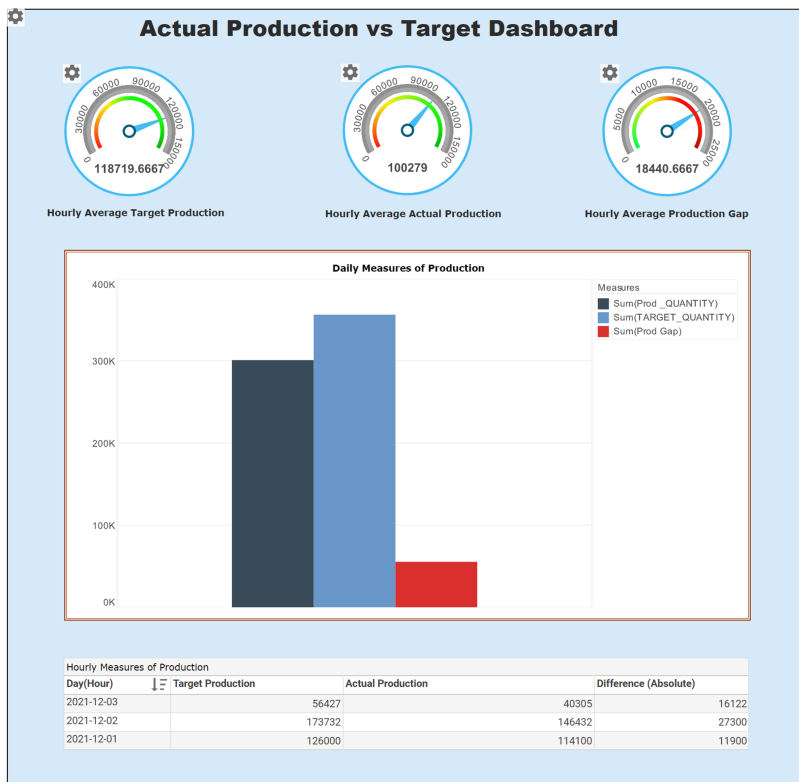 Actual Production vs Target Dashboard
0 30000 60000 90000 120000 150000
118719.6667
Hourly Average Target Production
0 30000 60000 90000 120000 150000
100279
Hourly Average Actual Production
0 5000 10000 15000 20000 25000
18440.6667
Hourly Average Production Gap
Daily Measures of Production
400K
300K
200K
100K
0K
Measures
Sum(Prod _QUANTITY)
Sum(TARGET_QUANTITY)
Sum(Prod Gap)
Hourly Measures of Production
Day(Hour) Target Production Actual Production Difference (Absolute)
2021-12-03 56427 40305 16122
2021-12-02 173732 146432 27300
2021-12-01 126000 114100 11900